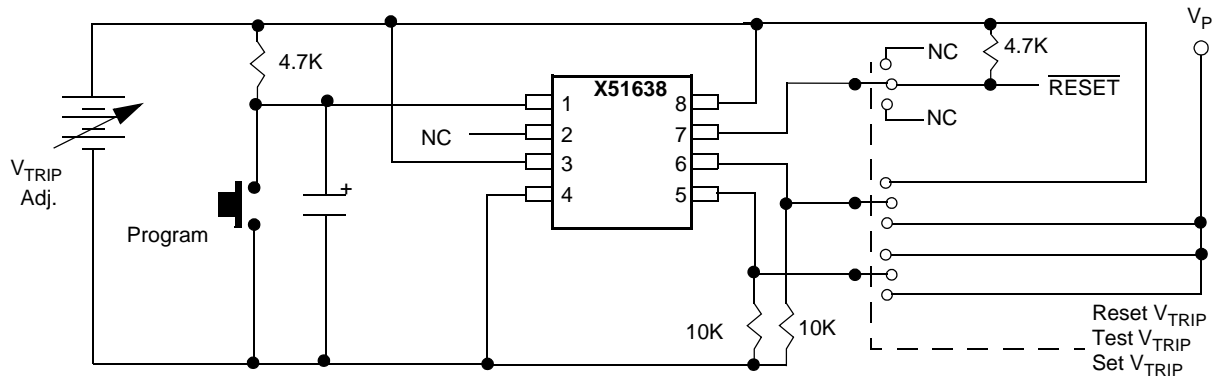 V_P
NC
4.7K
4.7K
X51638
RESET
1
8
NC
2
7
NC
3
6
V_TRIP
Adj.
4
5
+
Program
10K
10K
Reset V_TRIP
Test V_TRIP
Set V_TRIP